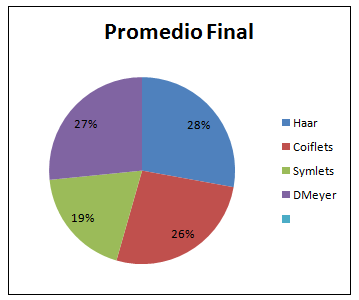 Promedio Final
27%
28%
19%
26%
Haar
Coiflets
Symlets
DMeyer